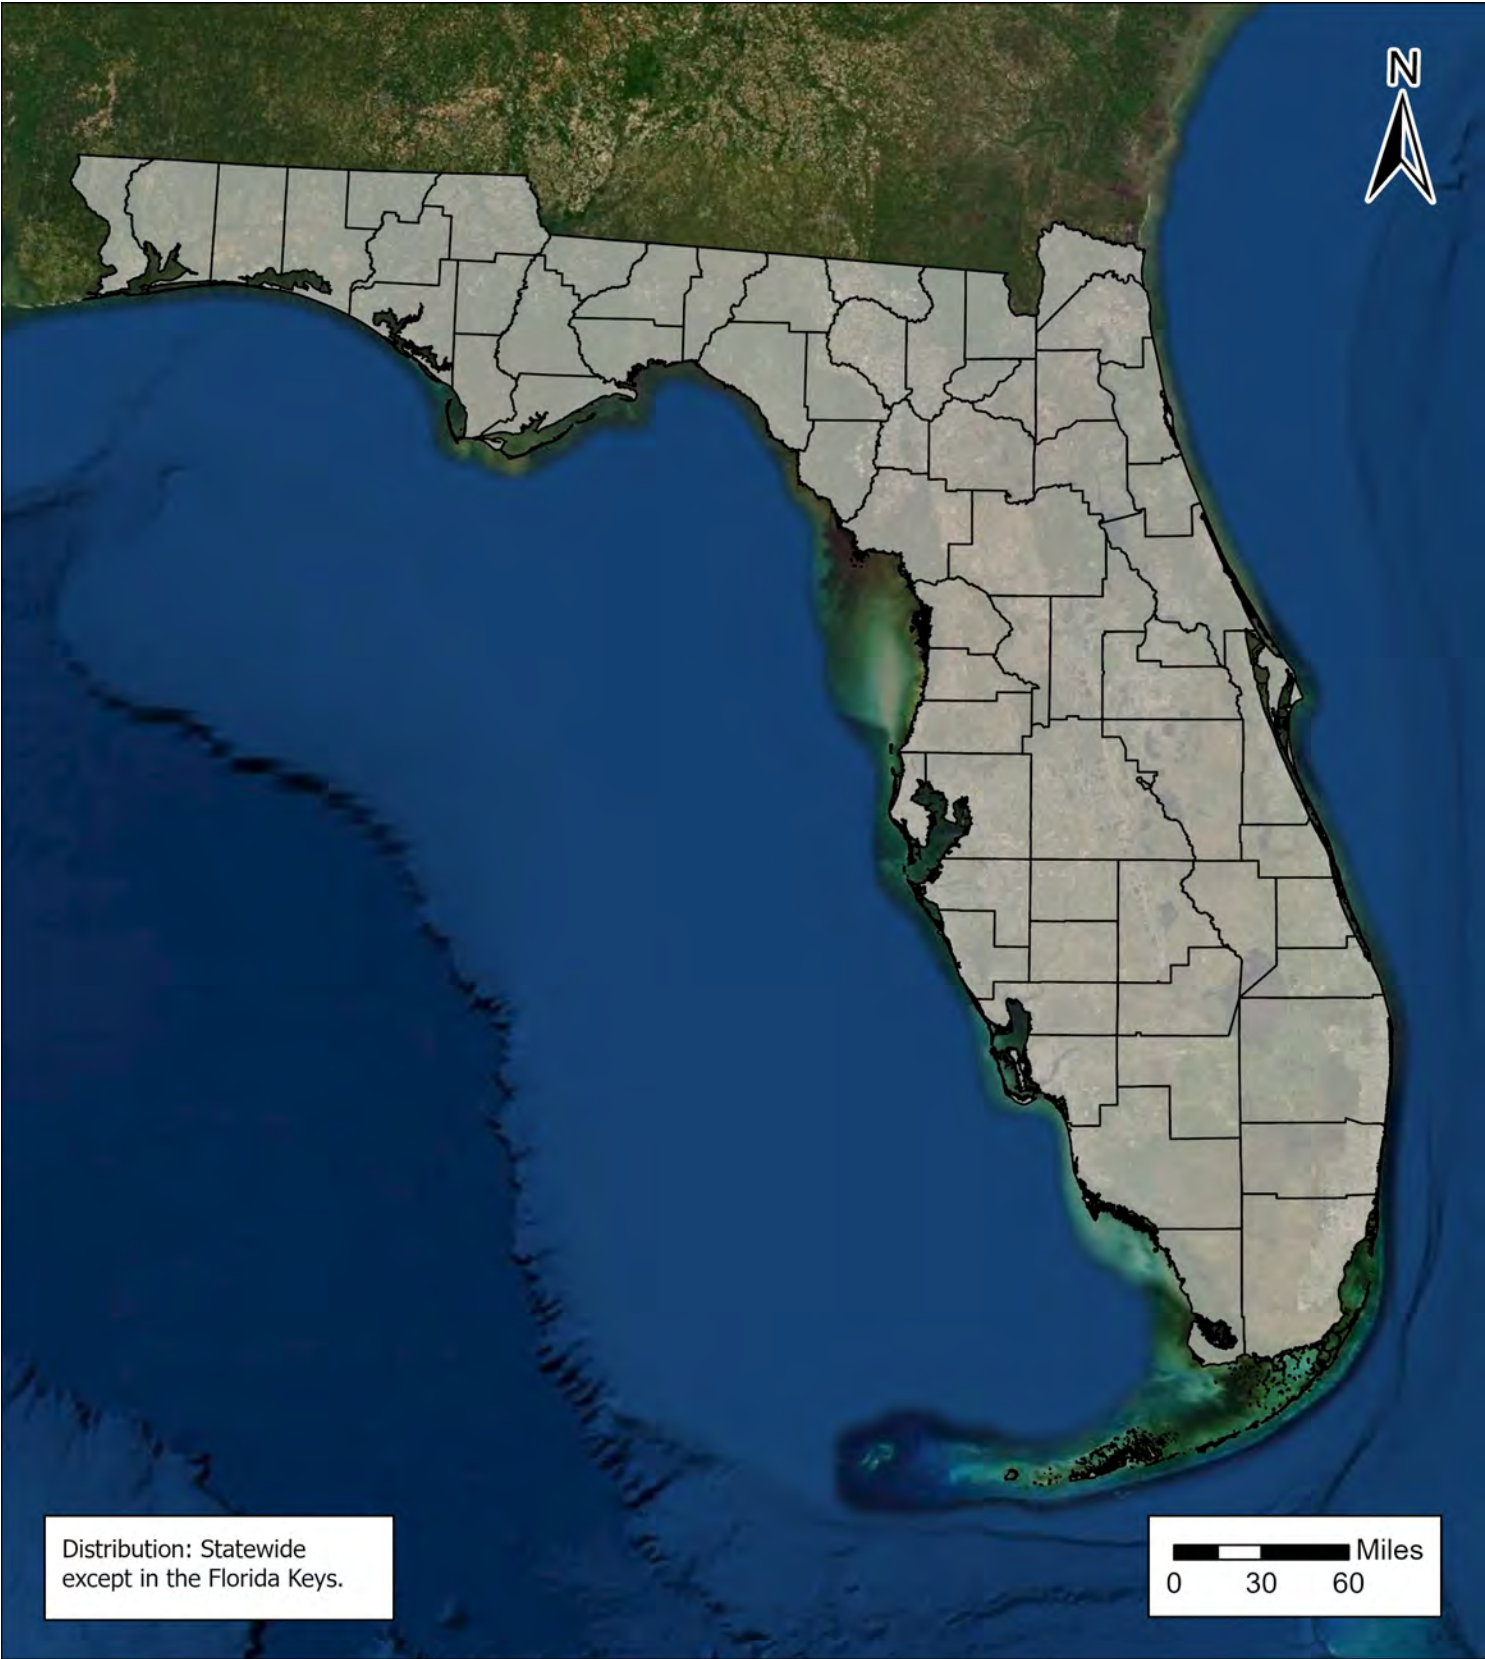 N
Distribution: Statewide
except in the Florida Keys.
Miles
0 30 60